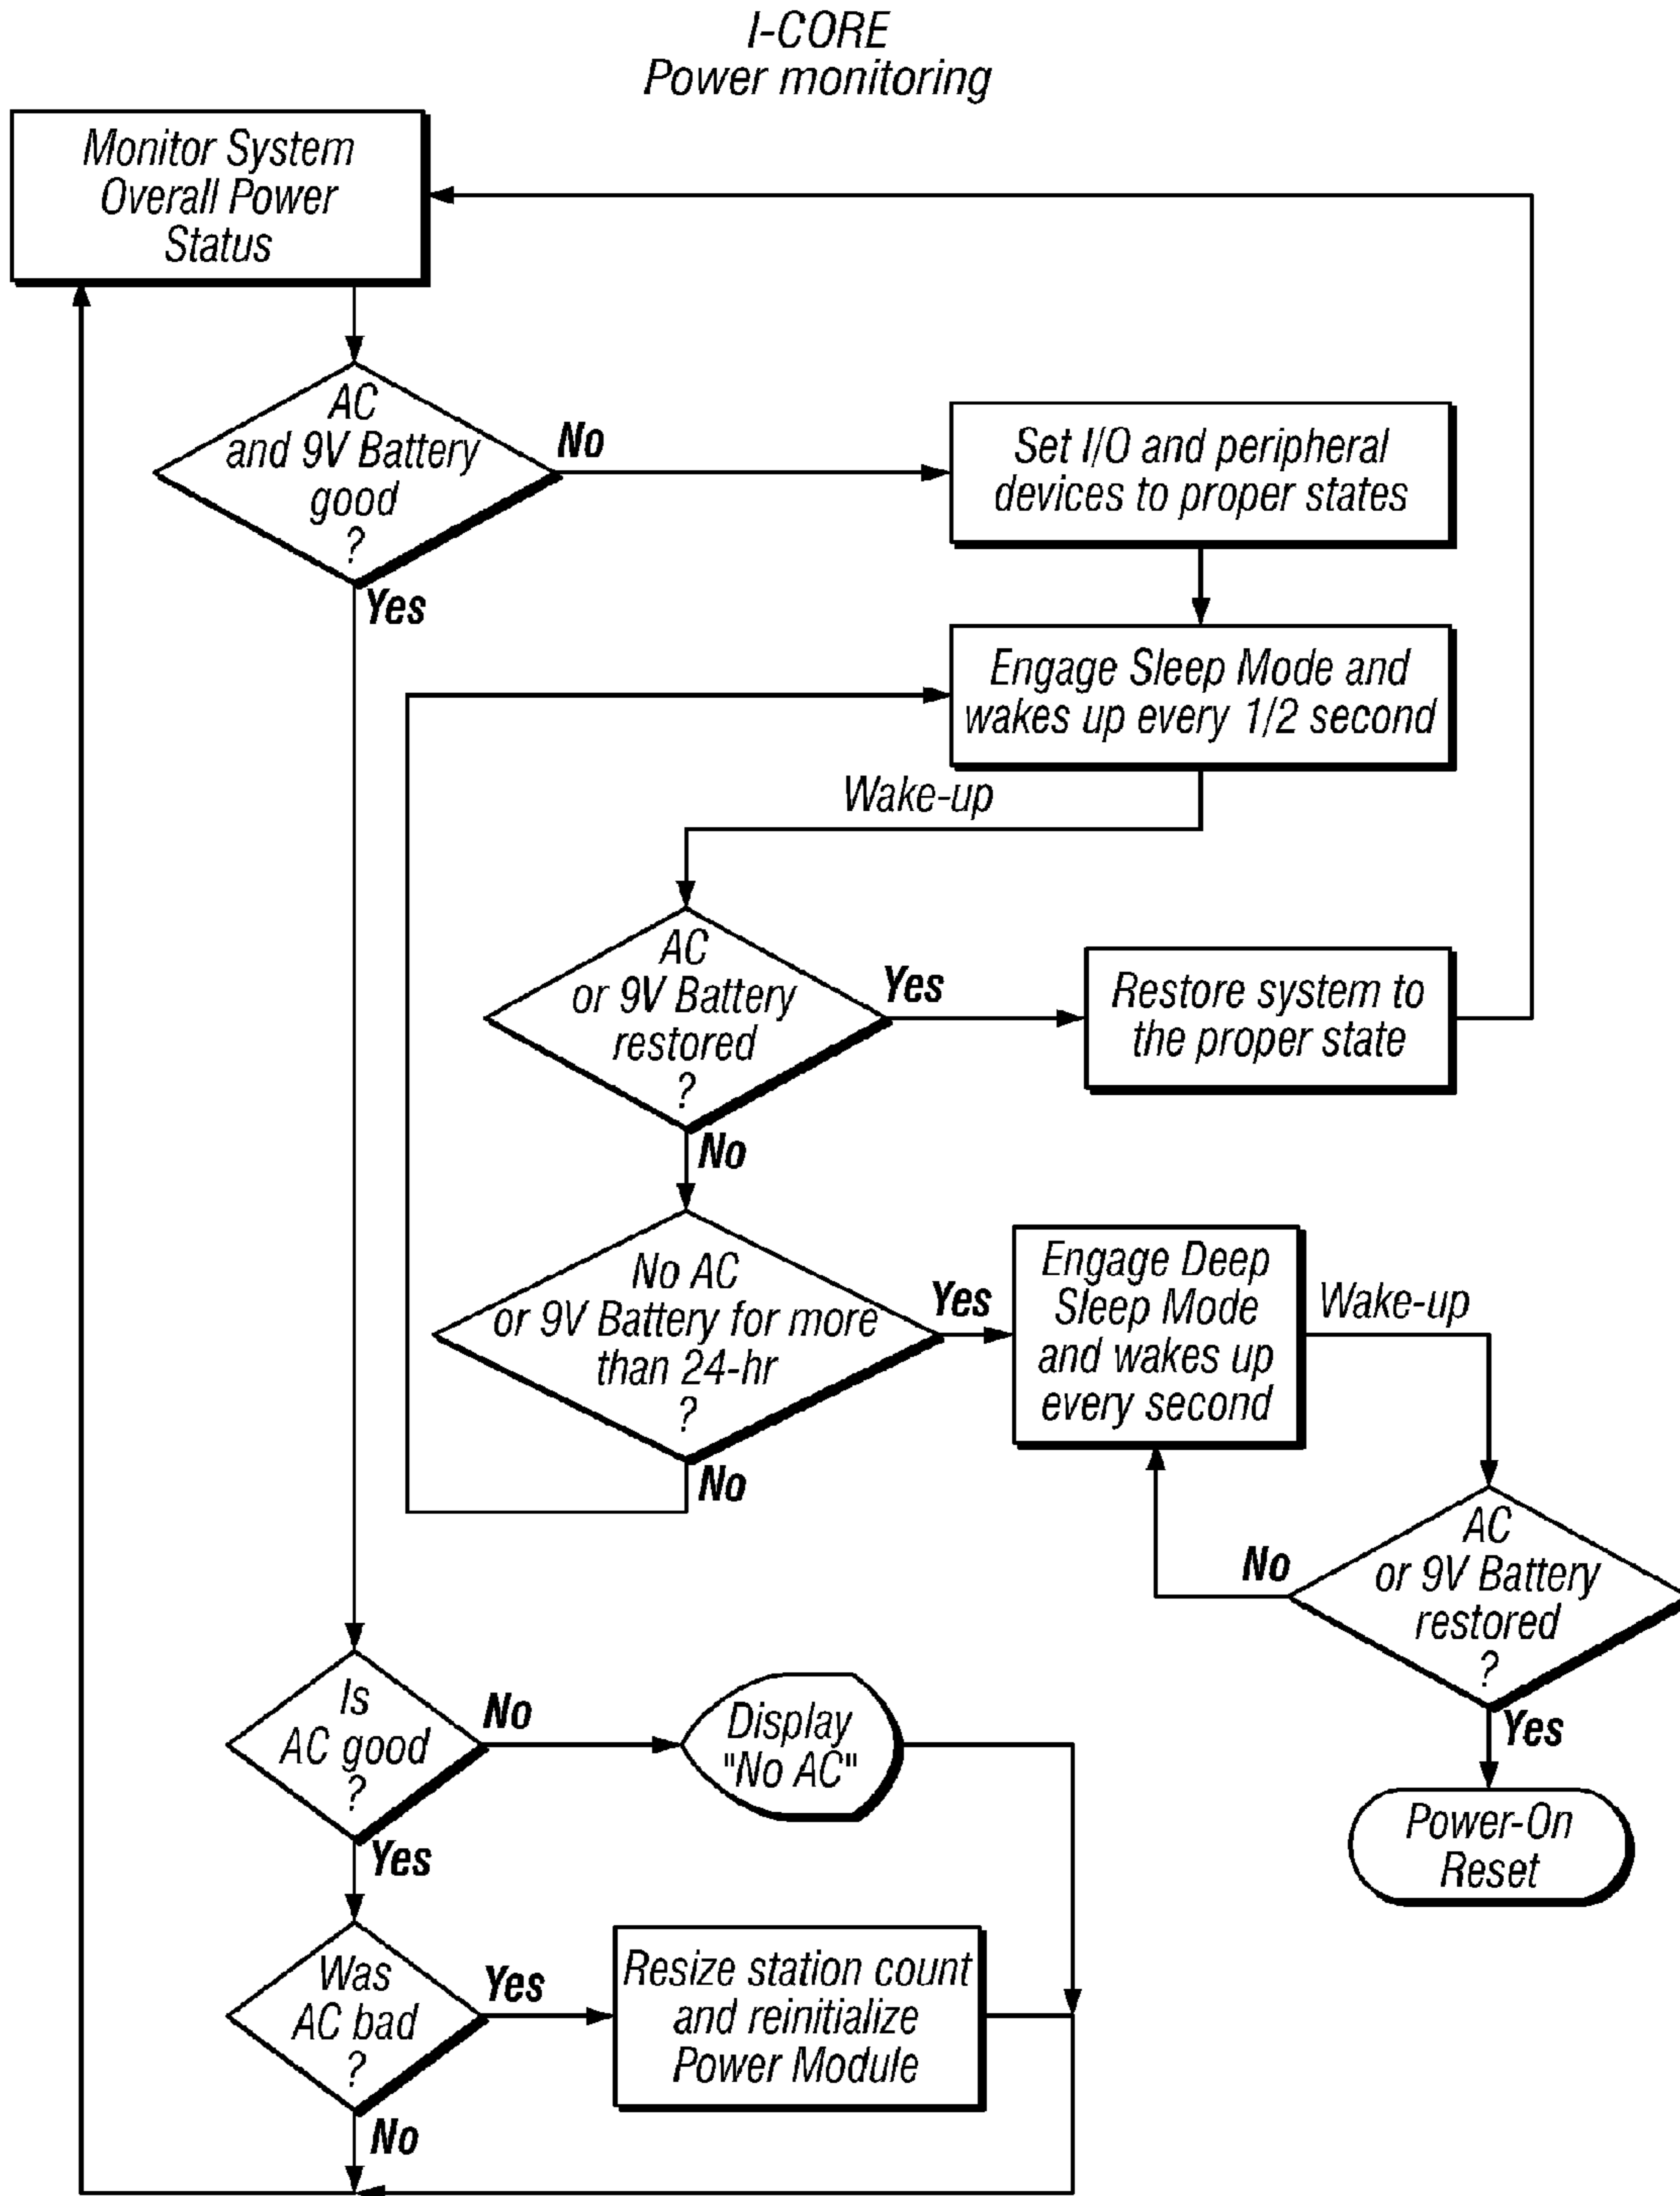 I-CORE
Power monitoring
Monitor System
Overall Power
Status
AC
and 9V Battery
good
?
No
Yes
Set I/O and peripheral
devices to proper states
Engage Sleep Mode and
wakes up every 1/2 second
Wake-up
AC
or 9V Battery
restored
?
Yes
No
Restore system to
the proper state
No AC
or 9V Battery for more
than 24-hr
?
Yes
No
Engage Deep
Sleep Mode
and wakes up
every second
Wake-up
AC
or 9V Battery
restored
?
No
Yes
Power-On
Reset
Is
AC good
?
No
Yes
Display
"No AC"
Was
AC bad
?
Yes
No
Resize station count
and reinitialize
Power Module